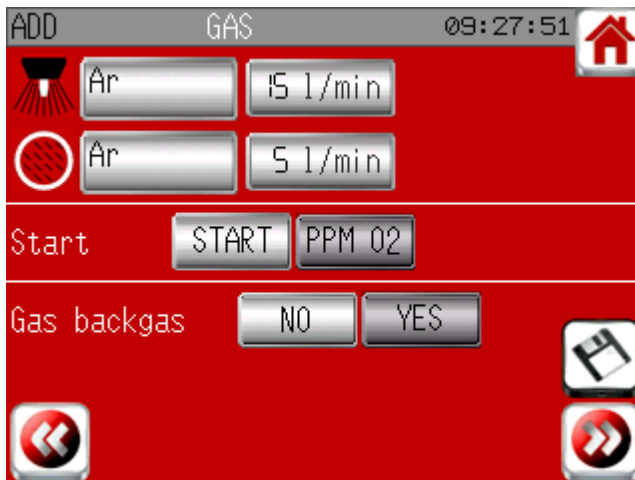 ADD GAS 09:27:51
Ar 15 l/min
Ar 5 l/min
Start START PPM O2
Gas backgas NO YES